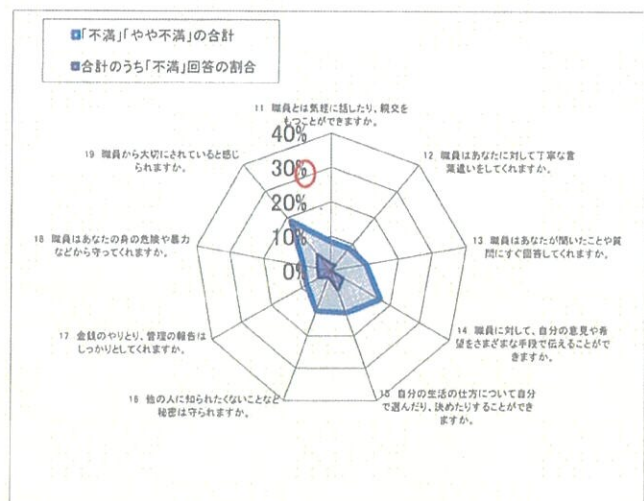 「不満」「やや不満」の合計
合計のうち「不満」回答の割合
11 職員とは気軽に話したり、親交を
もつことができますか。
40%
30%
20%
10%
0%
12 職員はあなたに対して丁寧な言
葉遣いをしてくれますか。
13 職員はあなたが聞いたことや質
問にすぐ回答してくれますか。
14 職員に対して、自分の意見や希
望をさまざまな手段で伝えることがで
きますか。
15 自分の生活の仕方について自分
で選んだり、決めたりすることができ
ますか。
16 他の人に知られたくないことなど
秘密は守られますか。
17 金銭のやりとり、管理の報告は
しっかりとしてくれますか。
18 職員はあなたの身の危険や暴力
などから守ってくれますか。
19 職員から大切にされていると感じ
られますか。